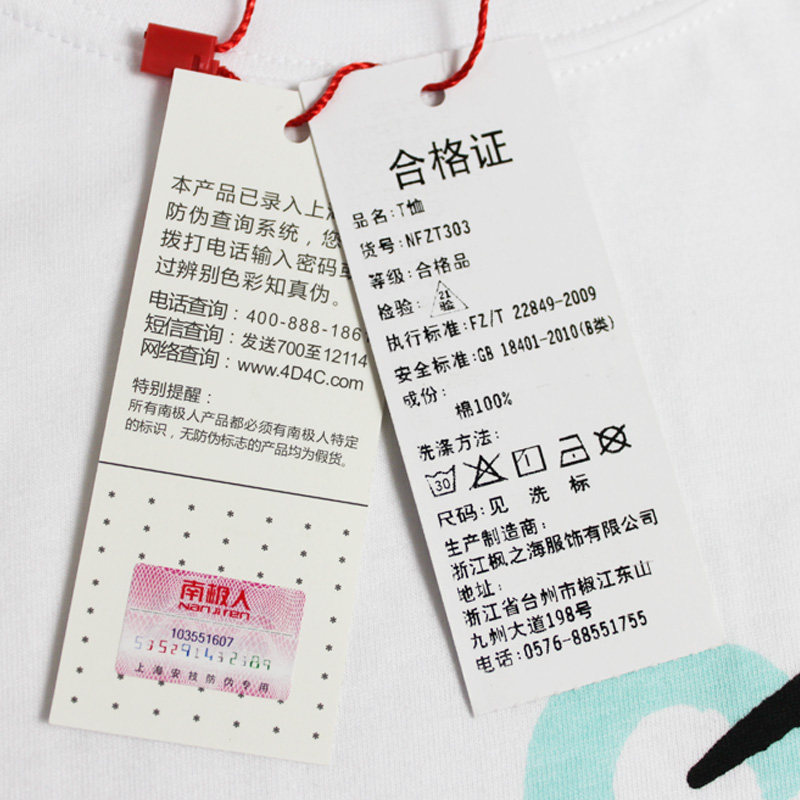 本产品已录入上海
防伪查询系统，您
拨打电话输入密码或
过辨别色彩知真伪。
电话查询：400-888-186
短信查询：发送700至12114
网络查询：www.4D4C.com
特别提醒：
所有南极人产品都必须有南极人特定
的标识，无防伪标志的产品均为假货。
南极人
NanJiren
103551607
535291432389
上海安技防伪专用
合格证
品名:T恤
货号:NFZT303
等级:合格品
检验:
21
验
执行标准:FZ/T 22849-2009
安全标准:GB 18401-2010(B类)
成份:
棉100%
洗涤方法:
30
尺码:见 洗 标
生产制造商:
浙江枫之海服饰有限公司
地址:
浙江省台州市椒江东山
九州大道198号
电话:0576-88551755